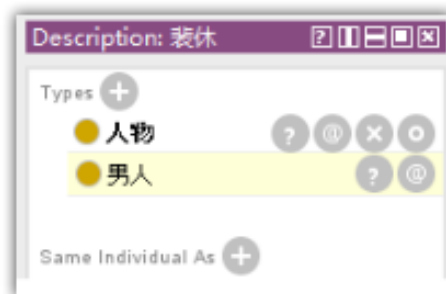 Description: 裴休
Types
人物
男人
Same Individual As